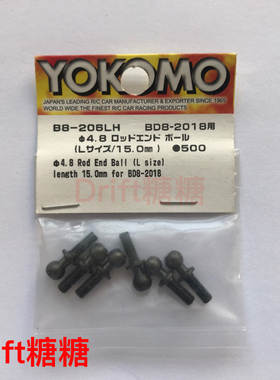 YOKOMO
JAPAN'S LEADING R/C CAR MANUFACTURER & EXPORTER SINCE 1965
WORLD WIDE FINE R/C CAR RACING PRODUCTS
B8-206LH BD8-2018用
φ4.8 ロッドエンド ボール
(Lサイズ/15.0mm) ●500
φ4.8 Rod End Ball (L size)
length 15.0mm for BD8-2018
Drift糖糖
ft糖糖